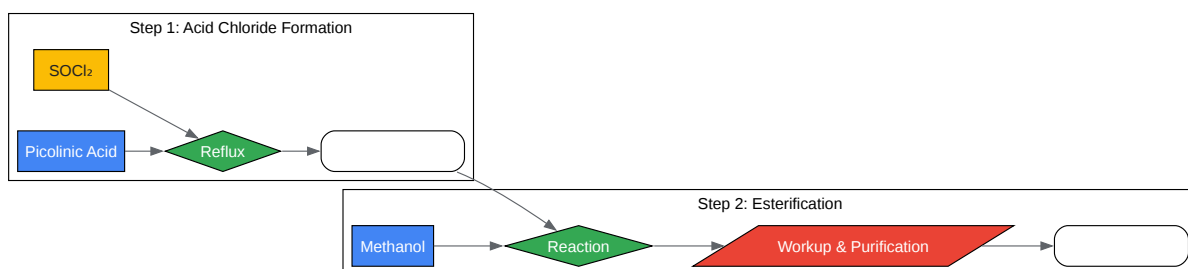 Step 1: Acid Chloride Formation
SOCl₂
Picolinic Acid
Reflux
Step 2: Esterification
Methanol
Reaction
Workup & Purification